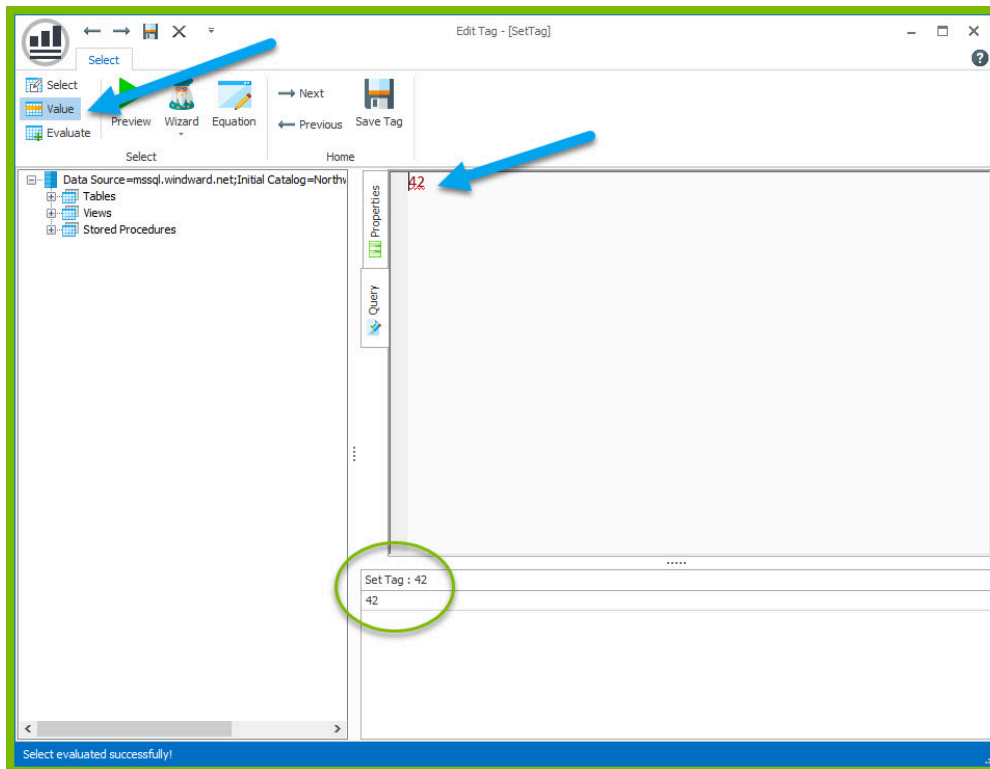 Edit Tag - [SetTag]
Select
Select
Value
Evaluate
Preview
Wizard
Equation
Next
Previous
Save Tag
Select
Home
Data Source=mssql.windward.net;Initial Catalog=Northw
Tables
Views
Stored Procedures
Properties
Query
42
Set Tag : 42
42
Select evaluated successfully!